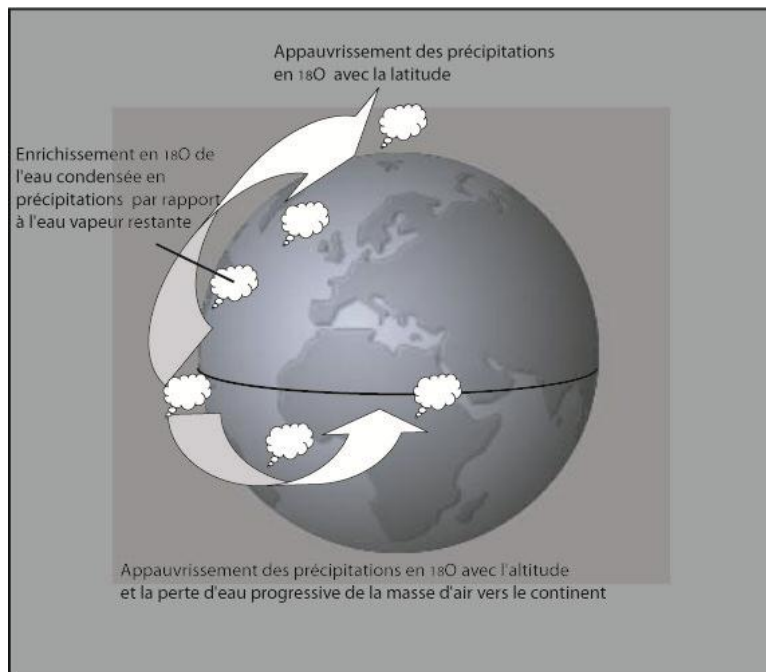 Appauvrissement des précipitations
en 18O avec la latitude
Enrichissement en 18O de
l'eau condensée en
précipitations par rapport
à l'eau vapeur restante
Appauvrissement des précipitations en 18O avec l'altitude
et la perte d'eau progressive de la masse d'air vers le continent